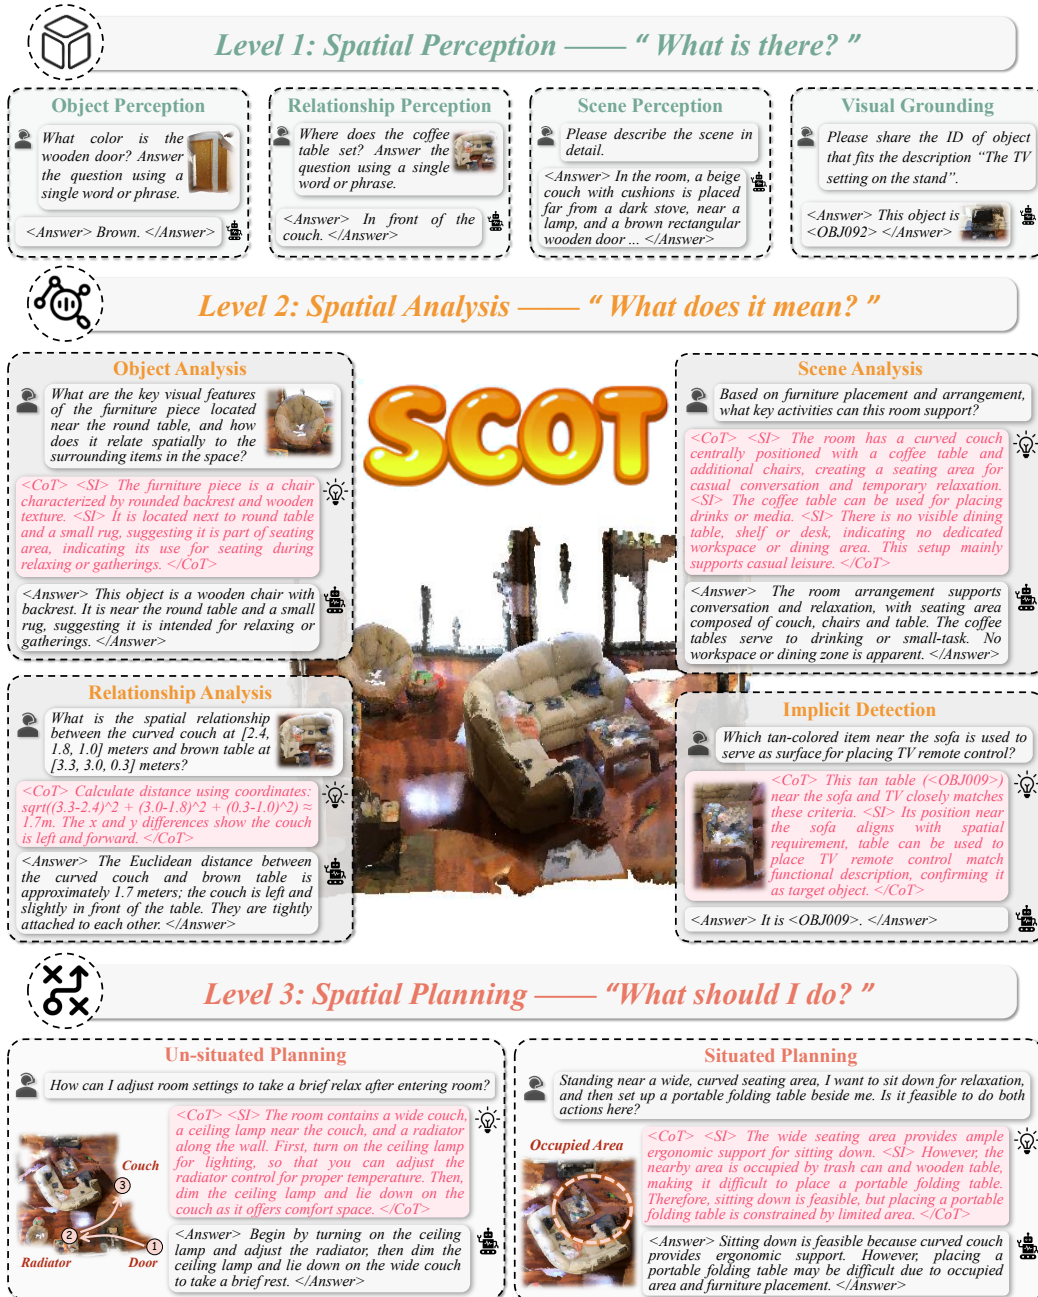 Level 1: Spatial Perception —— “ What is there? ”
Object Perception
What color is the
wooden door? Answer
the question using a
single word or phrase.
<Answer> Brown. </Answer>
Relationship Perception
Where does the coffee
table set? Answer the
question using a single
word or phrase.
<Answer> In front of the
couch. </Answer>
Scene Perception
Please describe the scene in
detail.
<Answer> In the room, a beige
couch with cushions is placed
far from a dark stove, near a
lamp, and a brown rectangular
wooden door ... </Answer>
Visual Grounding
Please share the ID of object
that fits the description “The TV
setting on the stand”.
<Answer> This object is
<OBJ092> </Answer>
Level 2: Spatial Analysis —— “ What does it mean? ”
Object Analysis
What are the key visual features
of the furniture piece located
near the round table, and how
does it relate spatially to the
surrounding items in the space?
<CoT> <SI> The furniture piece is a chair
characterized by rounded backrest and wooden
texture. <SI> It is located next to round table
and a small rug, suggesting it is part of seating
area, indicating its use for seating during
relaxing or gatherings. </CoT>
<Answer> This object is a wooden chair with
backrest. It is near the round table and a small
rug, suggesting it is intended for relaxing or
gatherings. </Answer>
Relationship Analysis
What is the spatial relationship
between the curved couch at [2.4,
1.8, 1.0] meters and brown table at
[3.3, 3.0, 0.3] meters?
<CoT> Calculate distance using coordinates:
sqrt((3.3-2.4)^2 + (3.0-1.8)^2 + (0.3-1.0)^2) ≈
1.7m. The x and y differences show the couch
is left and forward. </CoT>
<Answer> The Euclidean distance between
the curved couch and brown table is
approximately 1.7 meters; the couch is left and
slightly in front of the table. They are tightly
attached to each other. </Answer>
SCOT
Scene Analysis
Based on furniture placement and arrangement,
what key activities can this room support?
<CoT> <SI> The room has a curved couch
centrally positioned with a coffee table and
additional chairs, creating a seating area for
casual conversation and temporary relaxation.
<SI> The coffee table can be used for placing
drinks or media. <SI> There is no visible dining
table, shelf or desk, indicating no dedicated
workspace or dining area. This setup mainly
supports casual leisure. </CoT>
<Answer> The room arrangement supports
conversation and relaxation, with seating area
composed of couch, chairs and table. The coffee
tables serve to drinking or small-task. No
workspace or dining zone is apparent. </Answer>
Implicit Detection
Which tan-colored item near the sofa is used to
serve as surface for placing TV remote control?
<CoT> This tan table (<OBJ009>)
near the sofa and TV closely matches
these criteria. <SI> Its position near
the sofa aligns with spatial
requirement, table can be used to
place TV remote control match
functional description, confirming it
as target object. </CoT>
<Answer> It is <OBJ009>. </Answer>
Level 3: Spatial Planning —— “What should I do? ”
Un-situated Planning
How can I adjust room settings to take a brief relax after entering room?
<CoT> <SI> The room contains a wide couch,
a ceiling lamp near the couch, and a radiator
along the wall. First, turn on the ceiling lamp
for lighting, so that you can adjust the
radiator control for proper temperature. Then,
dim the ceiling lamp and lie down on the
couch as it offers comfort space. </CoT>
Couch
3
2
1
Radiator
Door
<Answer> Begin by turning on the ceiling
lamp and adjust the radiator, then dim the
ceiling lamp and lie down on the wide couch
to take a brief rest. </Answer>
Situated Planning
Standing near a wide, curved seating area, I want to sit down for relaxation,
and then set up a portable folding table beside me. Is it feasible to do both
actions here?
Occupied Area
<CoT> <SI> The wide seating area provides ample
ergonomic support for sitting down. <SI> However, the
nearby area is occupied by trash can and wooden table,
making it difficult to place a portable folding table.
Therefore, sitting down is feasible, but placing a portable
folding table is constrained by limited area. </CoT>
<Answer> Sitting down is feasible because curved couch
provides ergonomic support. However, placing a
portable folding table may be difficult due to occupied
area and furniture placement. </Answer>